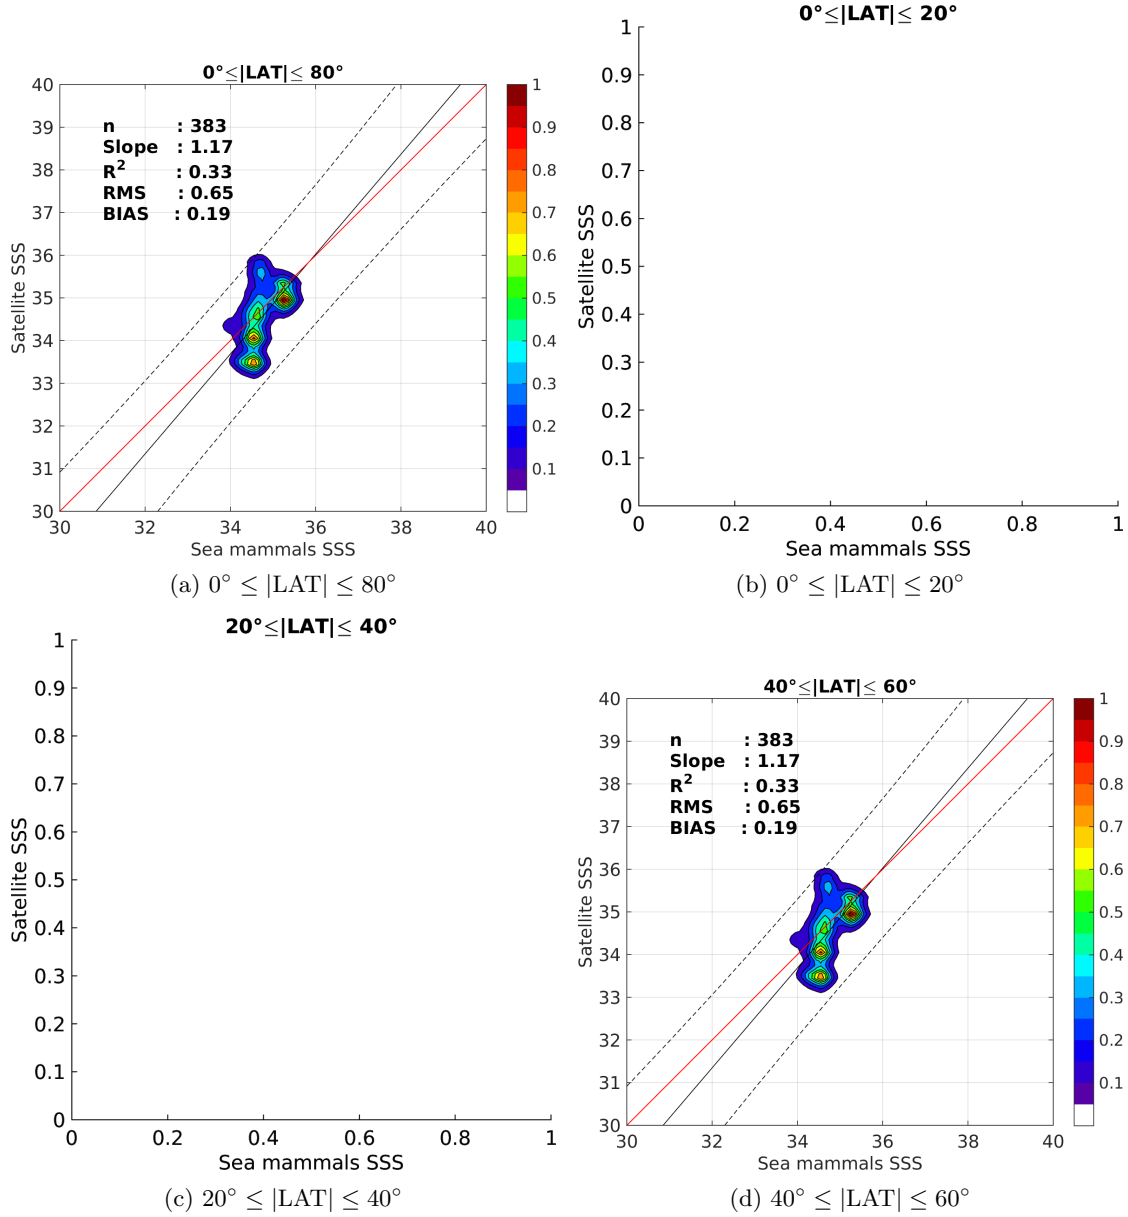 0°≤|LAT|≤ 80°
40
39
38
37
36
35
34
33
32
31
30
Satellite SSS
n : 383
Slope : 1.17
R² : 0.33
RMS : 0.65
BIAS : 0.19
30 32 34 36 38 40
Sea mammals SSS
1
0.9
0.8
0.7
0.6
0.5
0.4
0.3
0.2
0.1
(a) 0° ≤ |LAT| ≤ 80°
0°≤|LAT|≤ 20°
1
0.9
0.8
0.7
0.6
0.5
0.4
0.3
0.2
0.1
0
Satellite SSS
0 0.2 0.4 0.6 0.8 1
Sea mammals SSS
(b) 0° ≤ |LAT| ≤ 20°
20°≤|LAT|≤ 40°
1
0.9
0.8
0.7
0.6
0.5
0.4
0.3
0.2
0.1
0
Satellite SSS
0 0.2 0.4 0.6 0.8 1
Sea mammals SSS
(c) 20° ≤ |LAT| ≤ 40°
40°≤|LAT|≤ 60°
40
39
38
37
36
35
34
33
32
31
30
Satellite SSS
n : 383
Slope : 1.17
R² : 0.33
RMS : 0.65
BIAS : 0.19
30 32 34 36 38 40
Sea mammals SSS
1
0.9
0.8
0.7
0.6
0.5
0.4
0.3
0.2
0.1
(d) 40° ≤ |LAT| ≤ 60°